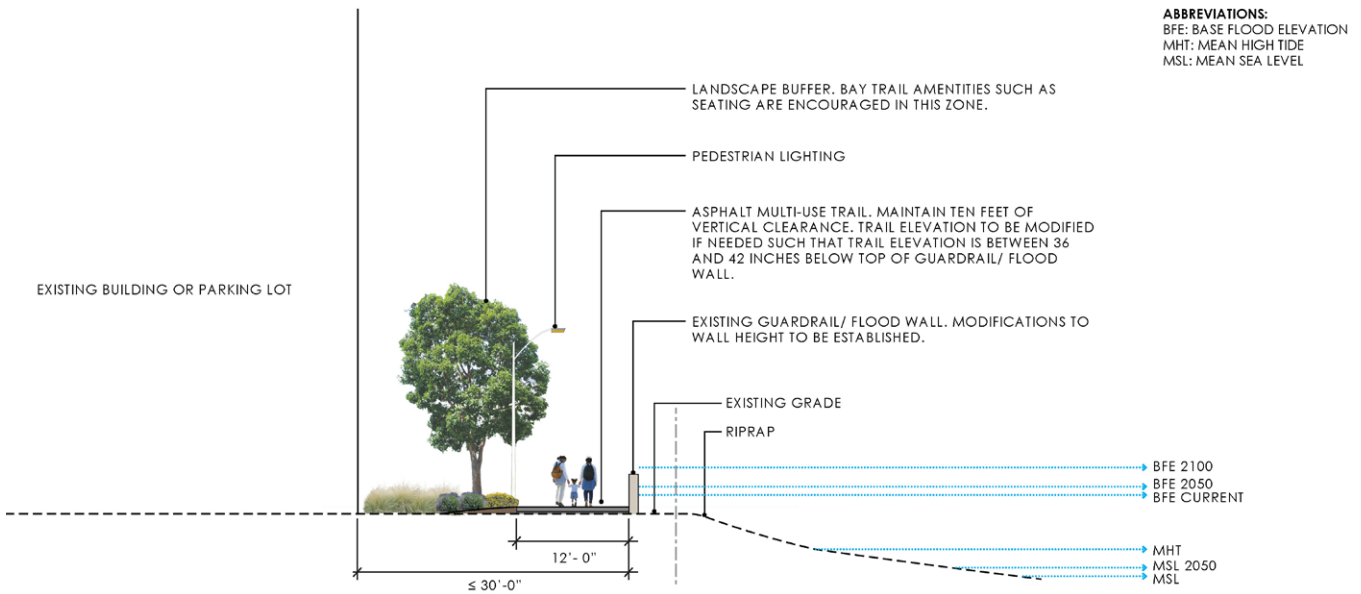 ABBREVIATIONS:
BFE: BASE FLOOD ELEVATION
MHT: MEAN HIGH TIDE
MSL: MEAN SEA LEVEL
LANDSCAPE BUFFER. BAY TRAIL AMENITIES SUCH AS
SEATING ARE ENCOURAGED IN THIS ZONE.
PEDESTRIAN LIGHTING
ASPHALT MULTI-USE TRAIL. MAINTAIN TEN FEET OF
VERTICAL CLEARANCE. TRAIL ELEVATION TO BE MODIFIED
IF NEEDED SUCH THAT TRAIL ELEVATION IS BETWEEN 36
AND 42 INCHES BELOW TOP OF GUARDRAIL/ FLOOD
WALL.
EXISTING BUILDING OR PARKING LOT
EXISTING GUARDRAIL/ FLOOD WALL. MODIFICATIONS TO
WALL HEIGHT TO BE ESTABLISHED.
EXISTING GRADE
RIPRAP
BFE 2100
BFE 2050
BFE CURRENT
MHT
MSL 2050
MSL
12'- 0"
≤ 30'-0"